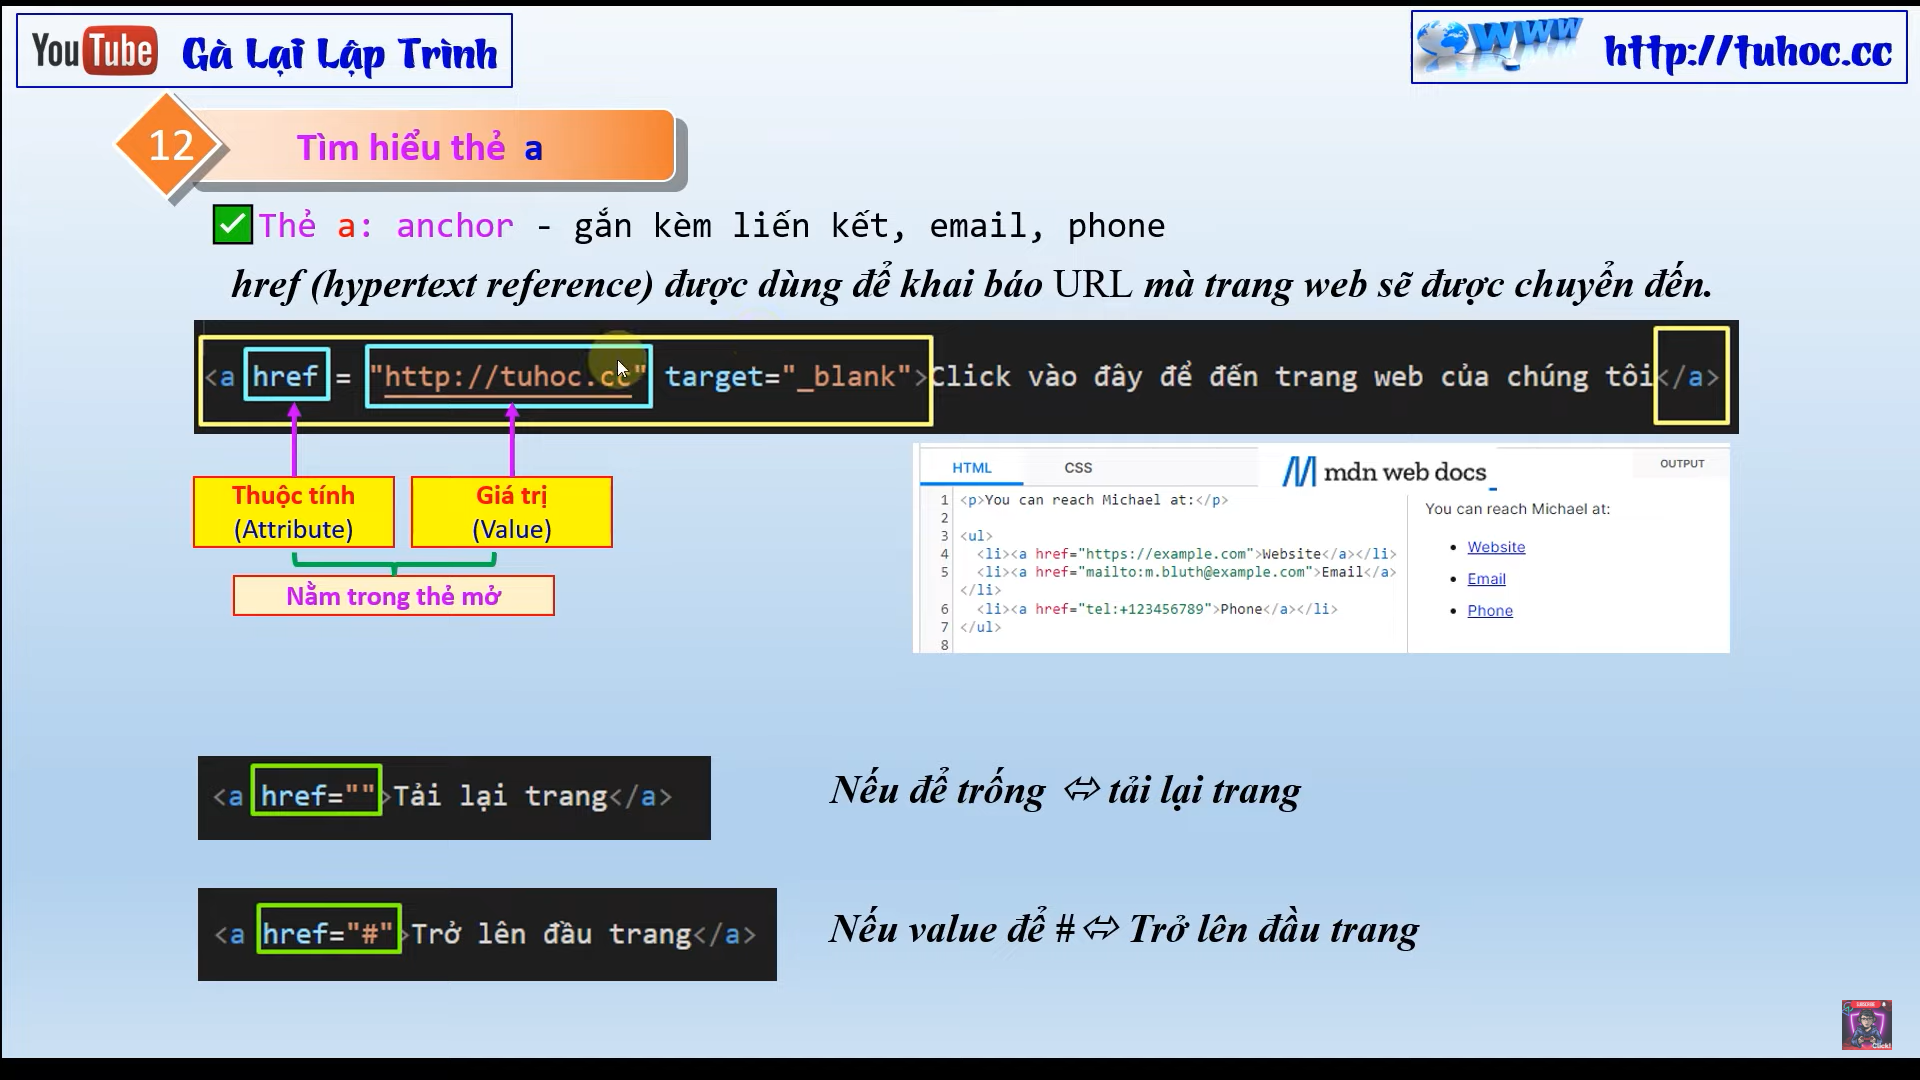 YouTube Gà Lại Lập Trình
WWW http://tuhoc.cc
12 Tìm hiểu thẻ a
Thẻ a: anchor - gắn kèm liến kết, email, phone
href (hypertext reference) được dùng để khai báo URL mà trang web sẽ được chuyển đến.
<a href = "http://tuhoc.cc" target="_blank">Click vào đây để đến trang web của chúng tôi</a>
Thuộc tính
(Attribute)
Giá trị
(Value)
Nằm trong thẻ mở
HTML CSS mdn web docs OUTPUT
1 <p>You can reach Michael at:</p>
2
3 <ul>
4 <li><a href="https://example.com">Website</a></li>
5 <li><a href="mailto:m.bluth@example.com">Email</a>
</li>
6 <li><a href="tel:+123456789">Phone</a></li>
7 </ul>
8
You can reach Michael at:
Website
Email
Phone
<a href="">Tải lại trang</a>
Nếu để trống ⬄ tải lại trang
<a href="#">Trở lên đầu trang</a>
Nếu value để #⬄ Trở lên đầu trang